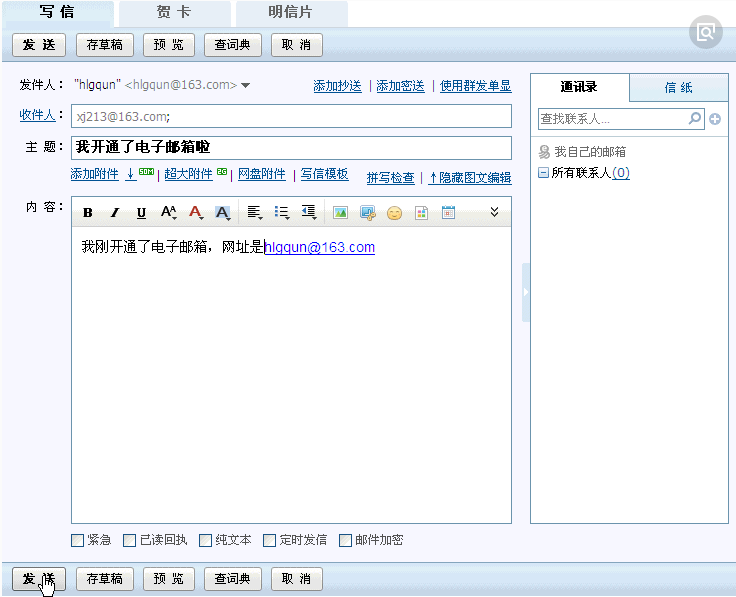 写 信 贺 卡 明信片
发 送 存草稿 预 览 查词典 取 消
发件人： "hlgqun" <hlgqun@163.com> 添加抄送 | 添加密送 | 使用群发单显
收件人： xj213@163.com;
主 题： 我开通了电子邮箱啦
添加附件 | 超大附件 2G | 网盘附件 | 写信模板 拼写检查 | ↑隐藏图文编辑
内 容： B I U AA A A
我刚开通了电子邮箱，网址是hlgqun@163.com
紧急 已读回执 纯文本 定时发信 邮件加密
发 送 存草稿 预 览 查词典 取 消
通讯录 信 纸
查找联系人...
我自己的邮箱
所有联系人(0)